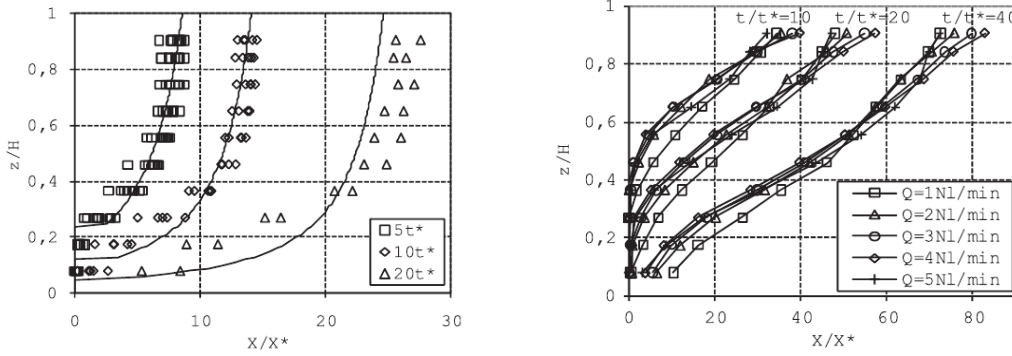 1
0,8
0,6
0,4
0,2
0
z/H
0 10 20 30
X/X*
5t*
10t*
20t*
t/t*=10 t/t*=20 t/t*=40
1
0,8
0,6
0,4
0,2
0
z/H
0 20 40 60 80
X/X*
Q=1Nl/min
Q=2Nl/min
Q=3Nl/min
Q=4Nl/min
Q=5Nl/min